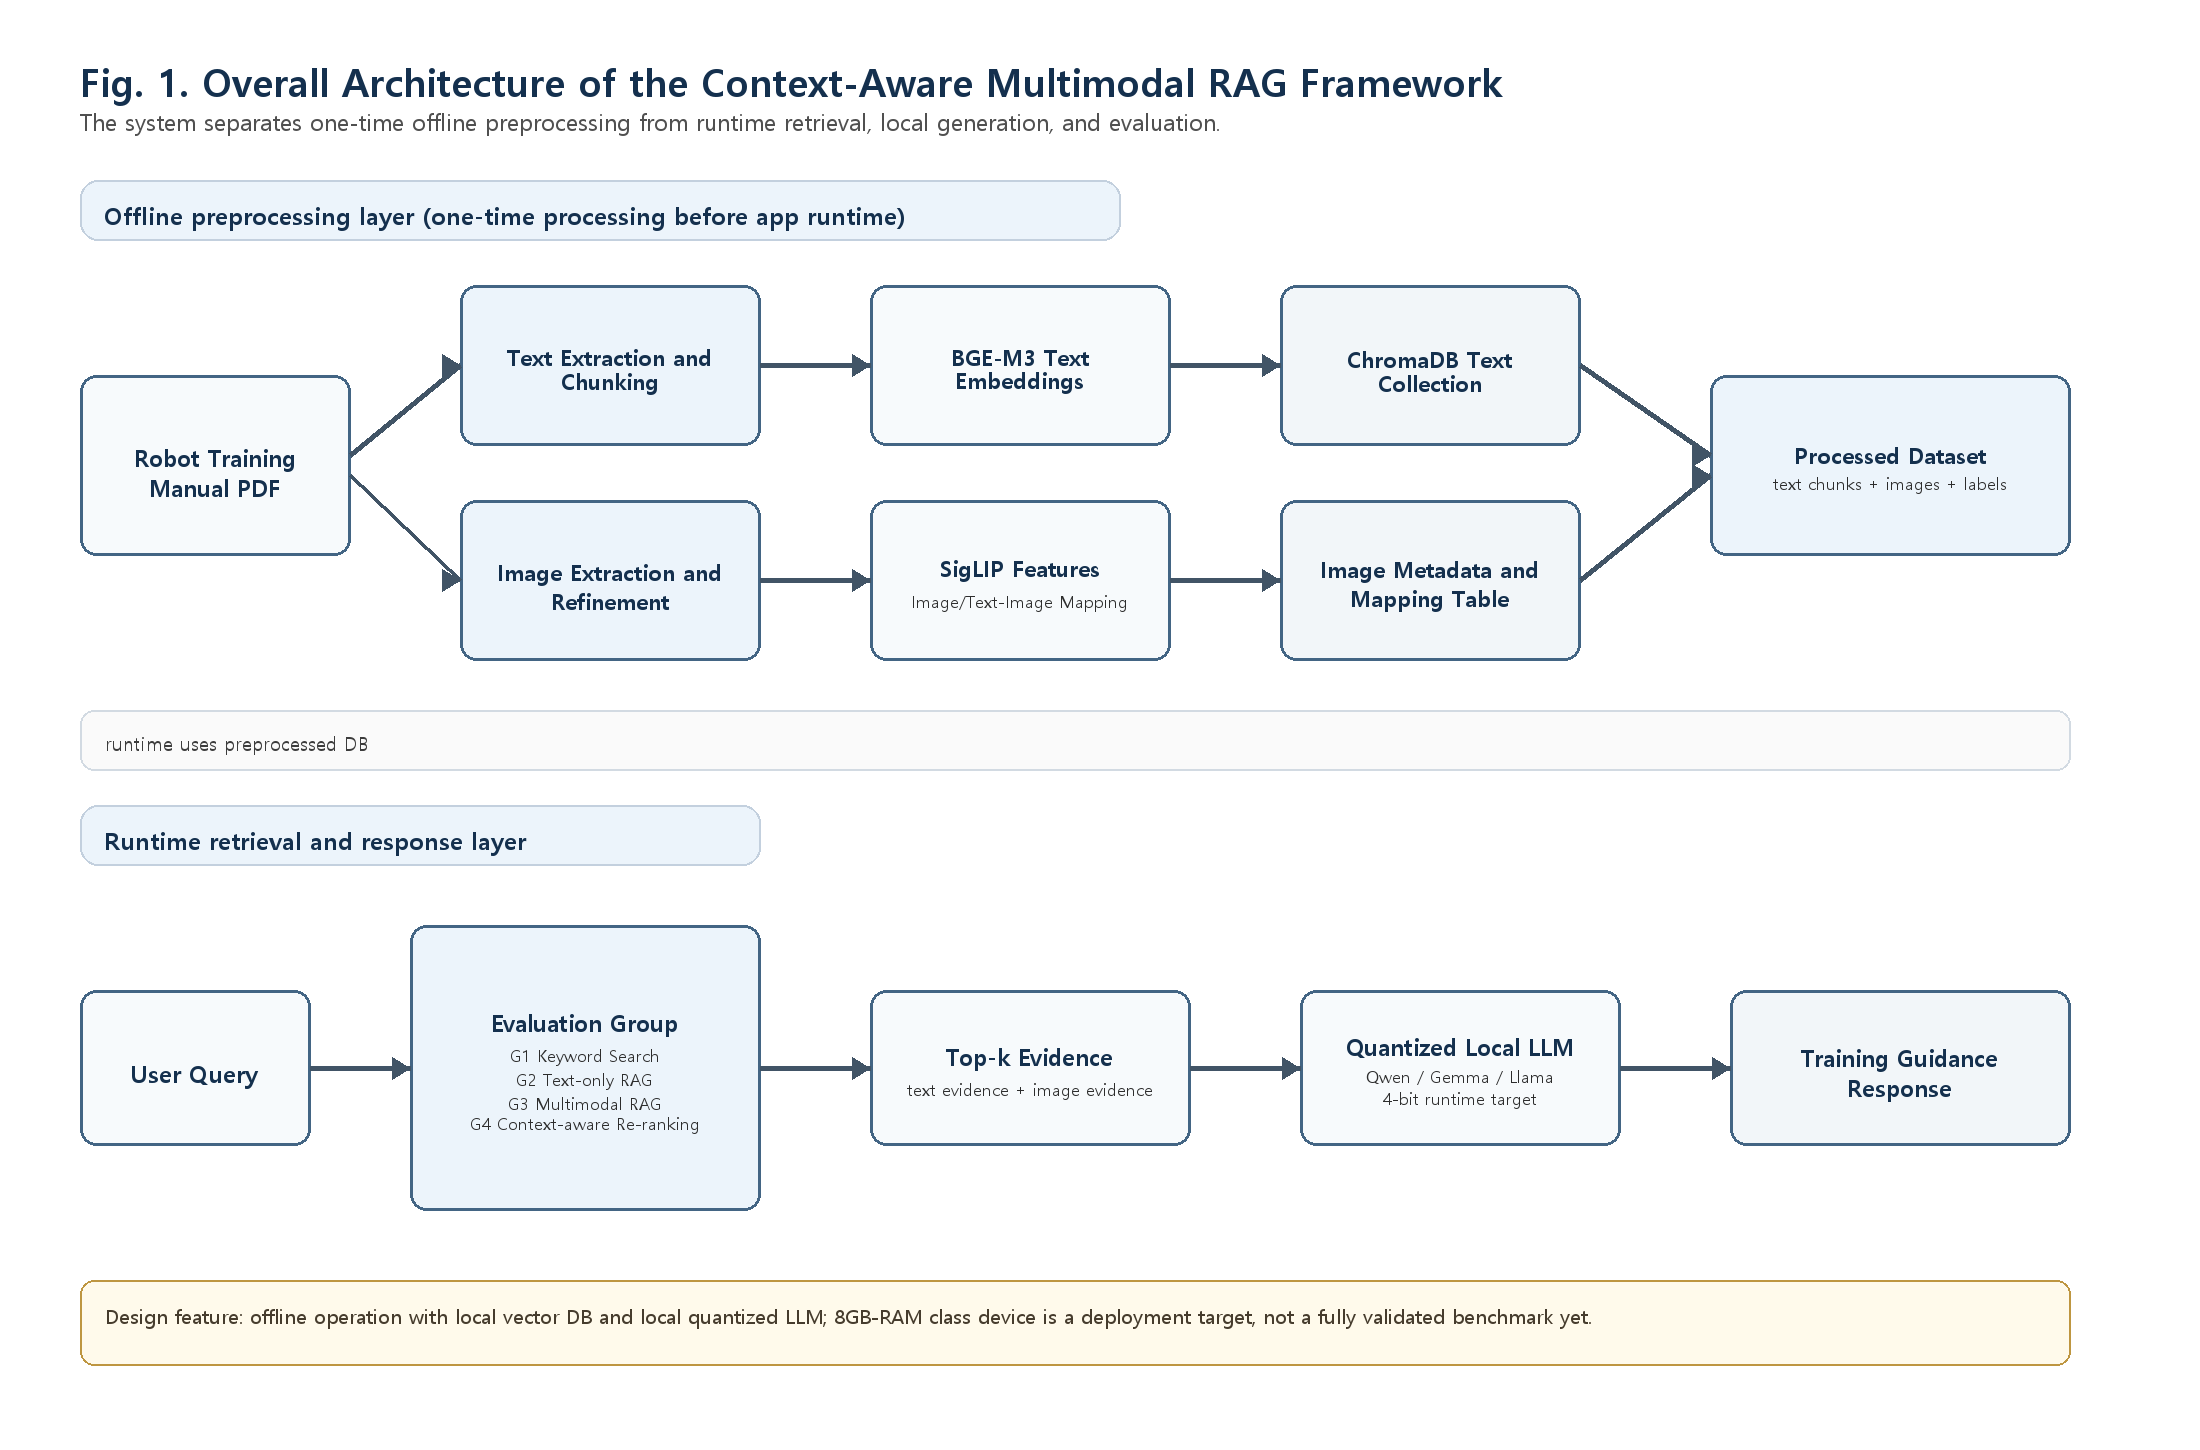 Fig. 1. Overall Architecture of the Context-Aware Multimodal RAG Framework
The system separates one-time offline preprocessing from runtime retrieval, local generation, and evaluation.
Offline preprocessing layer (one-time processing before app runtime)
Robot Training
Manual PDF
Text Extraction and
Chunking
BGE-M3 Text
Embeddings
ChromaDB Text
Collection
Image Extraction and
Refinement
SigLIP Features
Image/Text-Image Mapping
Image Metadata and
Mapping Table
Processed Dataset
text chunks + images + labels
runtime uses preprocessed DB
Runtime retrieval and response layer
User Query
Evaluation Group
G1 Keyword Search
G2 Text-only RAG
G3 Multimodal RAG
G4 Context-aware Re-ranking
Top-k Evidence
text evidence + image evidence
Quantized Local LLM
Qwen / Gemma / Llama
4-bit runtime target
Training Guidance
Response
Design feature: offline operation with local vector DB and local quantized LLM; 8GB-RAM class device is a deployment target, not a fully validated benchmark yet.